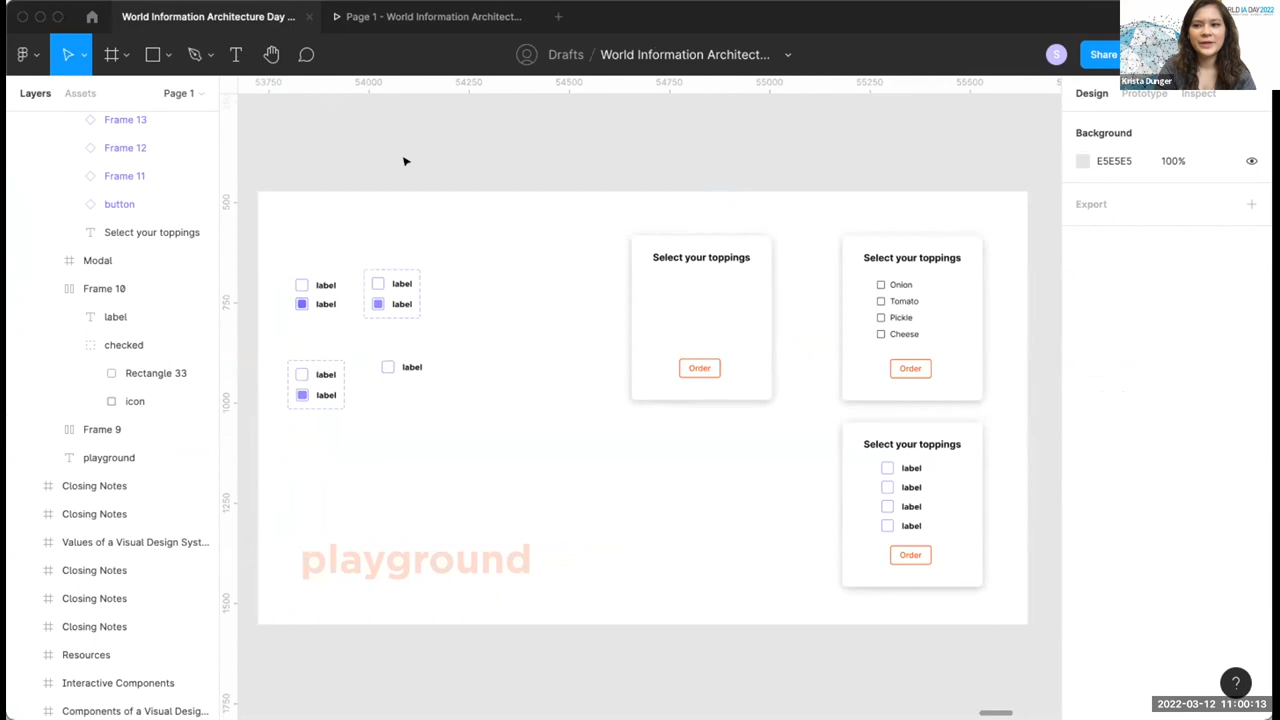 World Information Architecture Day ...
Page 1 - World Information Architect...
WORLD IA DAY2022
Drafts / World Information Architect...
S
Share
Krista Dunger
Layers
Assets
Page 1
53750
54000
54250
54500
54750
55000
55250
55500
Design
Prototype
Inspect
Frame 13
Frame 12
Frame 11
button
Select your toppings
Modal
Frame 10
label
checked
Rectangle 33
icon
Frame 9
playground
Closing Notes
Closing Notes
Values of a Visual Design Syst...
Closing Notes
Closing Notes
Closing Notes
Resources
Interactive Components
Components of a Visual Desig...
500
750
1000
1250
1500
1750
label
label
label
label
label
label
label
playground
Select your toppings
Order
Select your toppings
Onion
Tomato
Pickle
Cheese
Order
Select your toppings
label
label
label
label
Order
Background
E5E5E5
100%
Export
?
2022-03-12 11:00:13